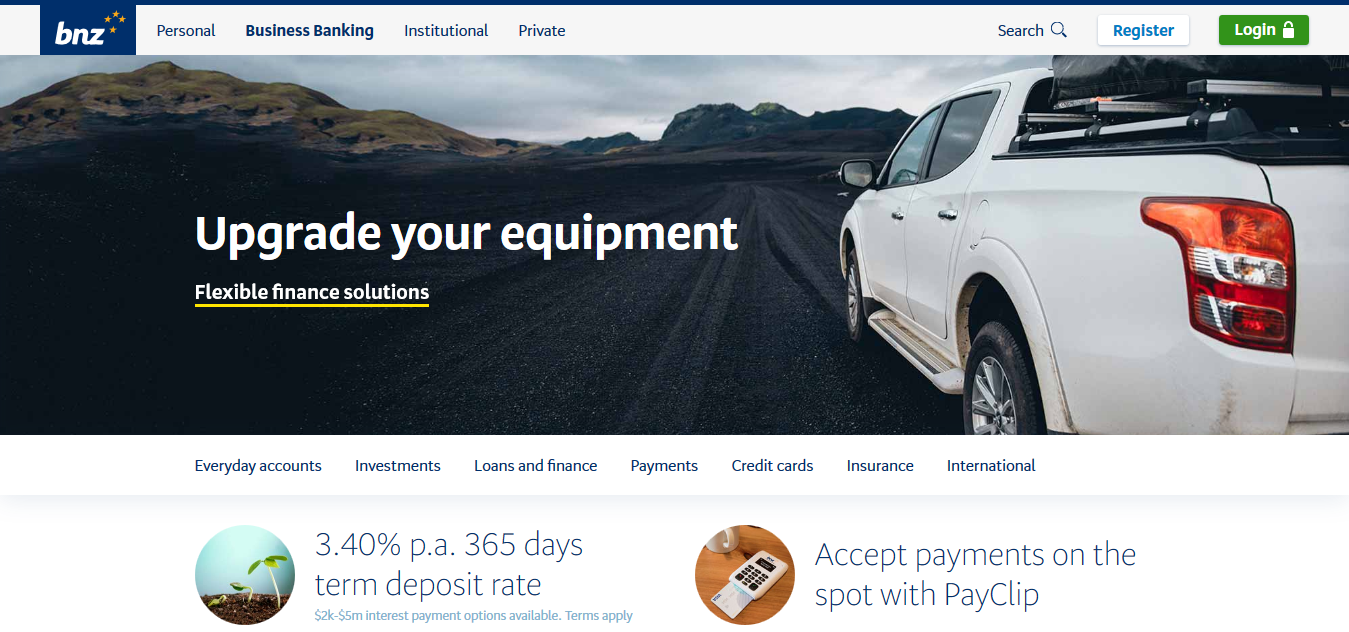 bnz
Personal
Business Banking
Institutional
Private
Search
Register
Login
Upgrade your equipment
Flexible finance solutions
Everyday accounts
Investments
Loans and finance
Payments
Credit cards
Insurance
International
3.40% p.a. 365 days
term deposit rate
$2k-$5m interest payment options available. Terms apply
Accept payments on the
spot with PayClip